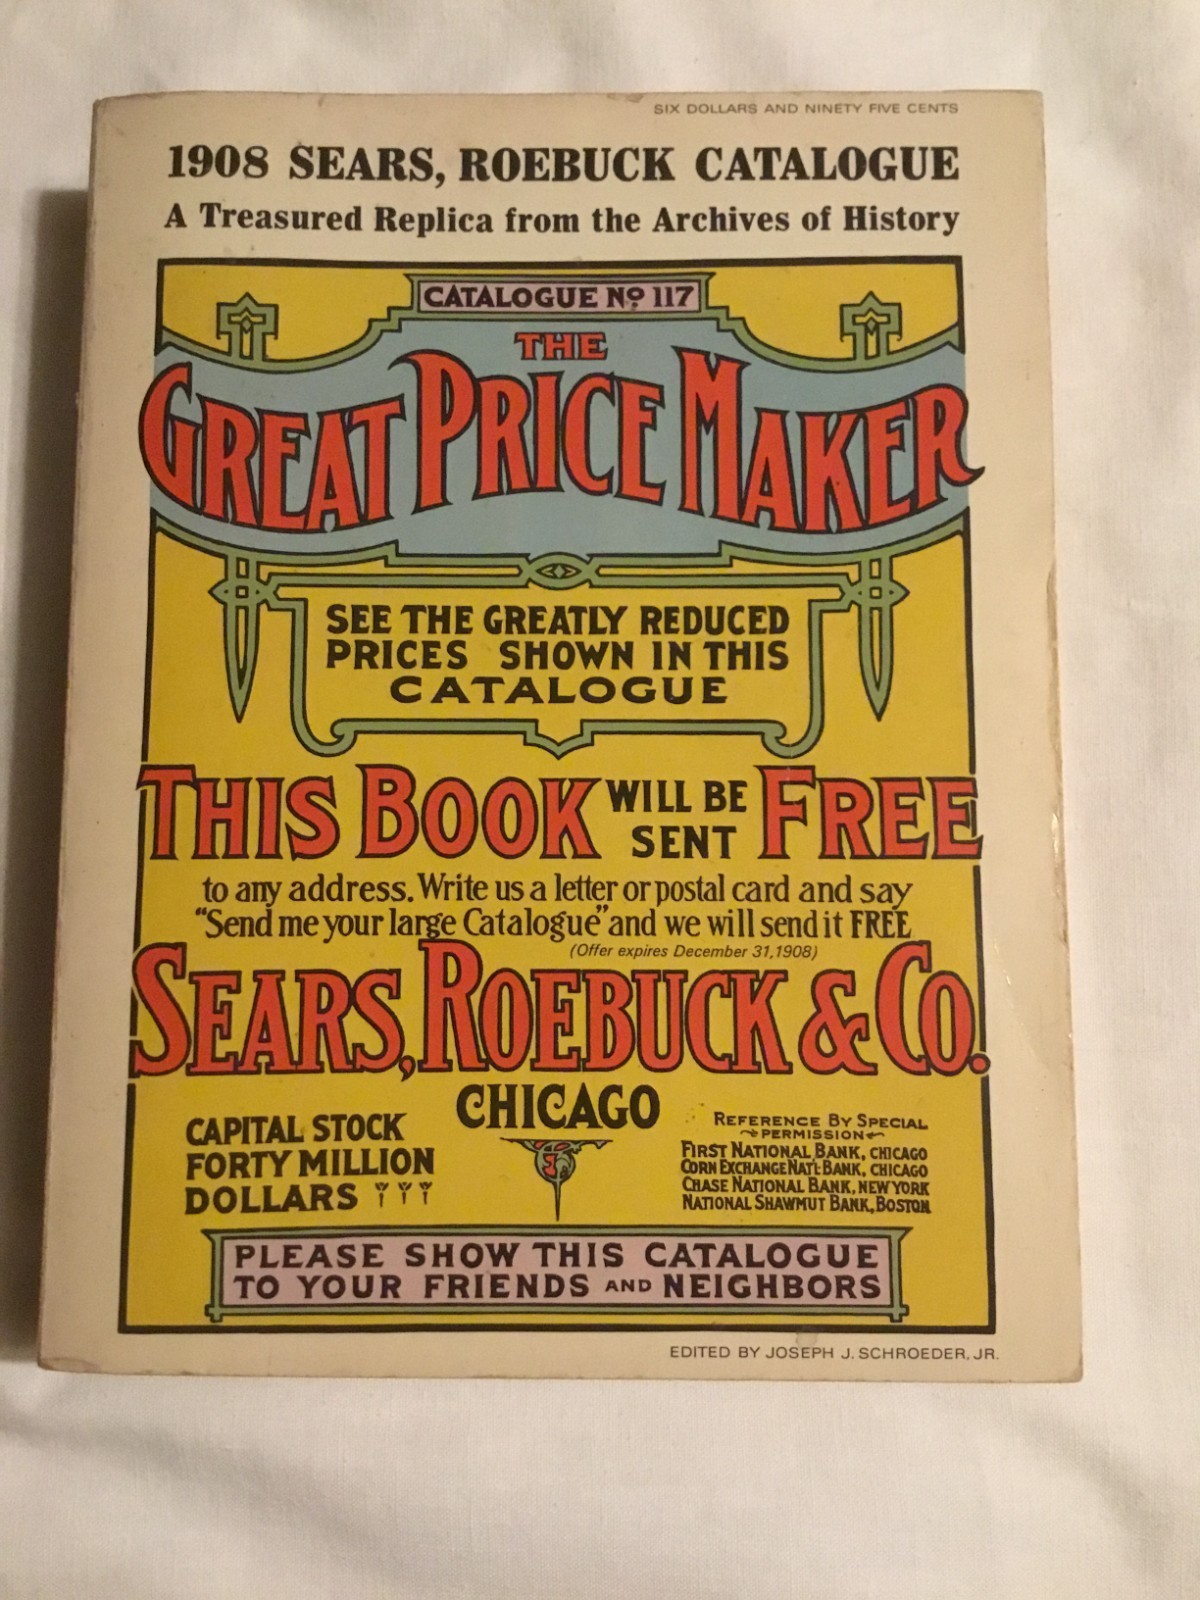 SIX DOLLARS AND NINETY FIVE CENTS
1908 SEARS, ROEBUCK CATALOGUE
A Treasured Replica from the Archives of History
CATALOGUE Nº 117
THE
GREAT PRICE MAKER
SEE THE GREATLY REDUCED
PRICES SHOWN IN THIS
CATALOGUE
THIS BOOK WILL BE SENT FREE
to any address. Write us a letter or postal card and say
"Send me your large Catalogue" and we will send it FREE
(Offer expires December 31, 1908)
SEARS, ROEBUCK & CO.
CHICAGO
CAPITAL STOCK
FORTY MILLION
DOLLARS
REFERENCE BY SPECIAL
PERMISSION
FIRST NATIONAL BANK, CHICAGO
CORN EXCHANGE NAT'L BANK, CHICAGO
CHASE NATIONAL BANK, NEW YORK
NATIONAL SHAWMUT BANK, BOSTON
PLEASE SHOW THIS CATALOGUE
TO YOUR FRIENDS AND NEIGHBORS
EDITED BY JOSEPH J. SCHROEDER, JR.